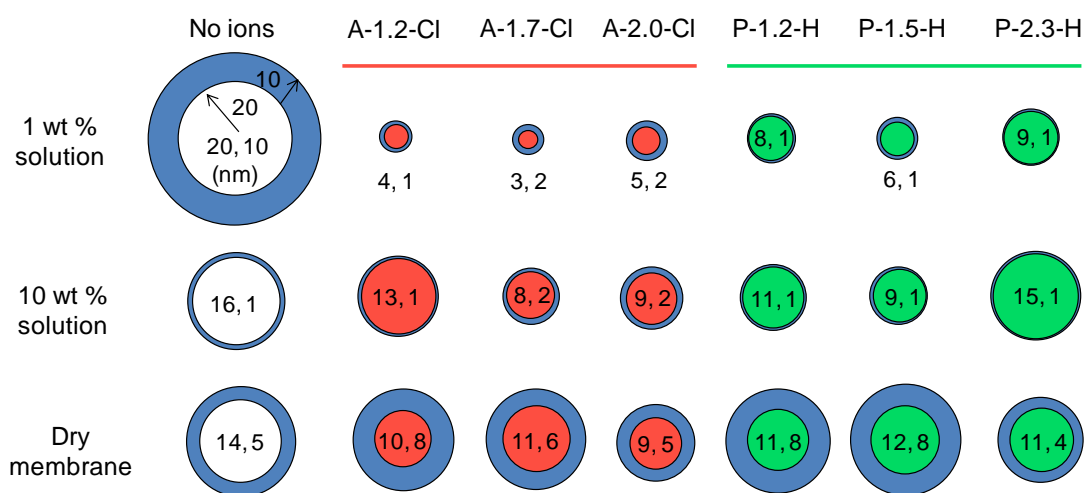 No ions A-1.2-Cl A-1.7-Cl A-2.0-Cl P-1.2-H P-1.5-H P-2.3-H
10
20
20, 10
(nm)
1 wt %
solution
4, 1
3, 2
5, 2
8, 1
6, 1
9, 1
10 wt %
solution
16, 1
13, 1
8, 2
9, 2
11, 1
9, 1
15, 1
Dry
membrane
14, 5
10, 8
11, 6
9, 5
11, 8
12, 8
11, 4